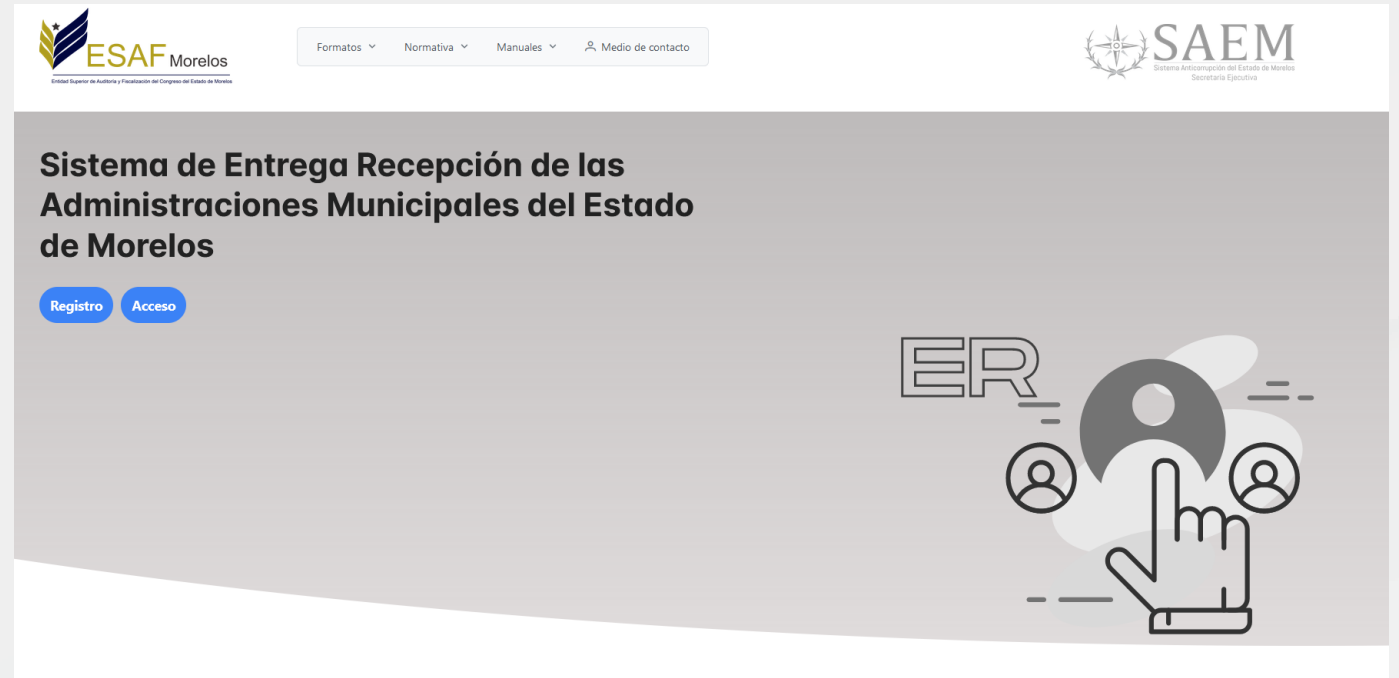 ESAF Morelos
Entidad Superior de Auditoría y Fiscalización del Congreso del Estado de Morelos
Formatos
Normativa
Manuales
Medio de contacto
SAEM
Sistema Anticorrupción del Estado de Morelos
Secretaría Ejecutiva
Sistema de Entrega Recepción de las
Administraciones Municipales del Estado
de Morelos
Registro
Acceso
ER